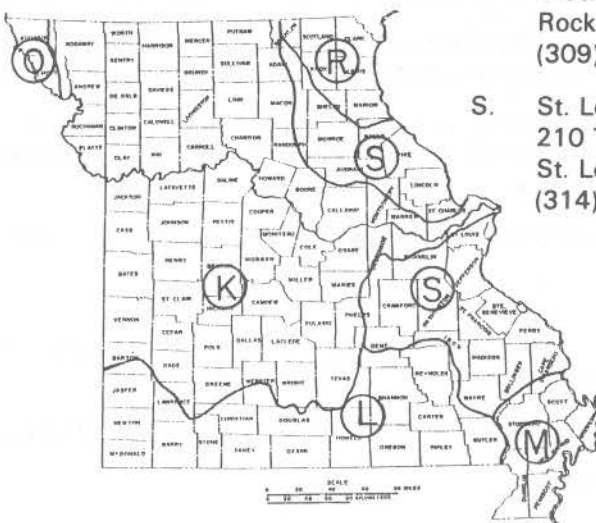 Rock
(309)
S. St. Lo
210 T
St. Lo
(314)
O
R
S
K
S
L
M
ATCHISON
NODAWAY
WORTH
GENTRY
HARRISON
MERCER
PUTNAM
SCOTLAND
CLARK
SULLIVAN
ADAIR
KNOX
ANDREW
DE KALB
DAVIESS
GRUNDY
LINN
MACON
SHELBY
MARION
LIVINGSTON
BUCHANAN
CLINTON
CALDWELL
CHARITON
RANDOLPH
MONROE
PIKE
PLATTE
CLAY
RAY
CARROLL
AUDRAIN
LINCOLN
SALINE
HOWARD
BOONE
CALLAWAY
MONTGOMERY
WARREN
ST. CHARLES
JACKSON
LAFAYETTE
COOPER
ST. LOUIS
CASS
JOHNSON
PETTIS
MONITEAU
COLE
OSAGE
FRANKLIN
JEFFERSON
BATES
HENRY
BENTON
MORGAN
MILLER
MARIES
CRAWFORD
WASHINGTON
STE. GENEVIEVE
ST CLAIR
CAMDEN
PHELPS
ST. FRANCOIS
PERRY
VERNON
CEDAR
PULASKI
DENT
IRON
MADISON
BOLLINGER
CAPE GIRARDEAU
BARTON
DADE
POLK
DALLAS
LACLEDE
TEXAS
REYNOLDS
WAYNE
JASPER
LAWRENCE
GREENE
WEBSTER
WRIGHT
SHANNON
SCOTT
NEWTON
CHRISTIAN
DOUGLAS
HOWELL
CARTER
STODDARD
McDONALD
BARRY
STONE
TANEY
OZARK
OREGON
RIPLEY
BUTLER
DUNKLIN
PEMISCOT
SCALE